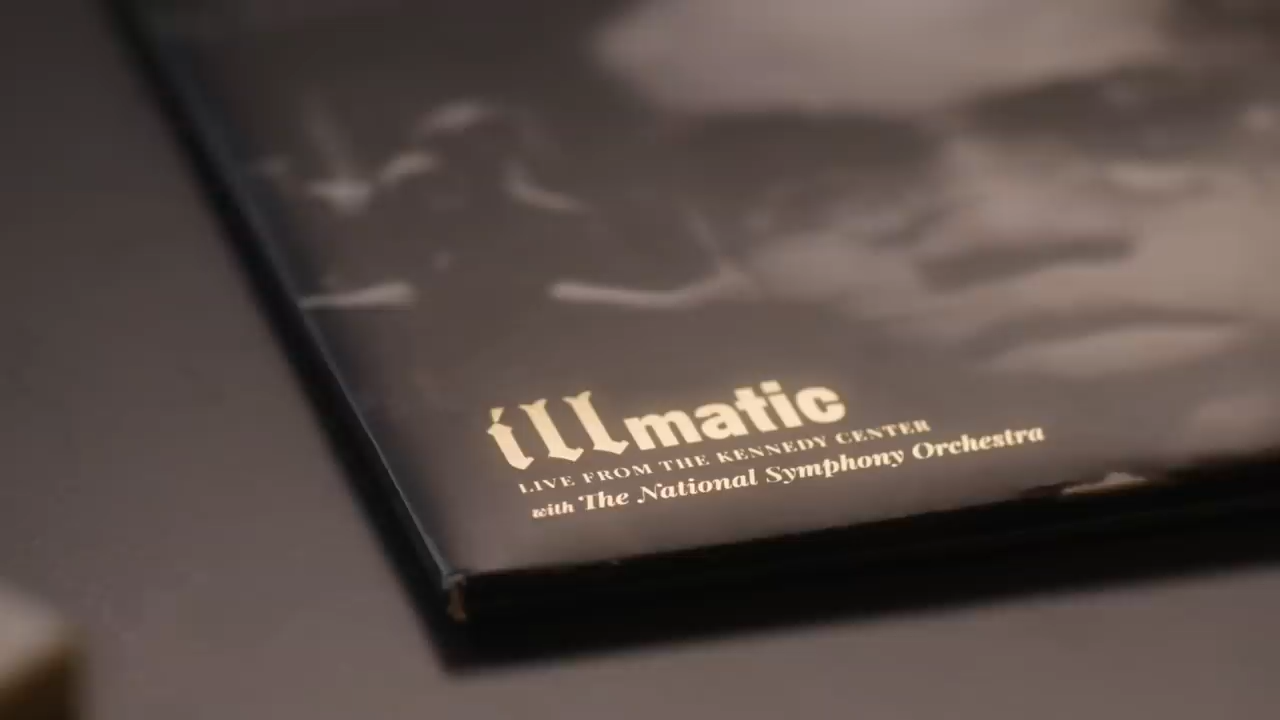 illmatic
LIVE FROM THE KENNEDY CENTER
with The National Symphony Orchestra